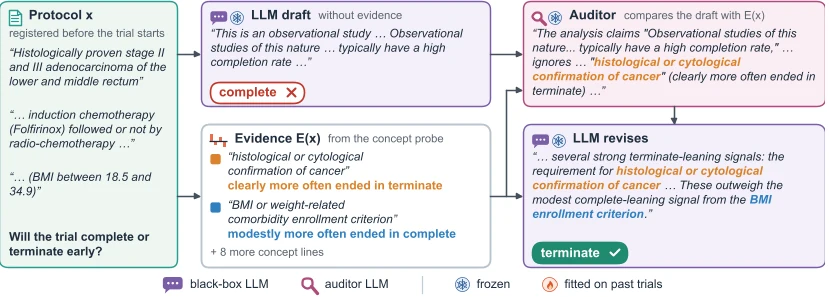 Protocol x
registered before the trial starts
"Histologically proven stage II
and III adenocarcinoma of the
lower and middle rectum"
"… induction chemotherapy
(Folfirinox) followed or not by
radio-chemotherapy …"
"… (BMI between 18.5 and
34.9)"
Will the trial complete or
terminate early?
LLM draft without evidence
"This is an observational study … Observational
studies of this nature … typically have a high
completion rate …"
complete ✕
Evidence E(x) from the concept probe
"histological or cytological
confirmation of cancer"
clearly more often ended in terminate
"BMI or weight-related
comorbidity enrollment criterion"
modestly more often ended in complete
+ 8 more concept lines
Auditor compares the draft with E(x)
"The analysis claims "Observational studies of this
nature... typically have a high completion rate," …
ignores … "histological or cytological
confirmation of cancer" (clearly more often ended in
terminate) …"
LLM revises
"… several strong terminate-leaning signals: the
requirement for histological or cytological
confirmation of cancer … These outweigh the
modest complete-leaning signal from the BMI
enrollment criterion."
terminate ✓
black-box LLM
auditor LLM
frozen
fitted on past trials